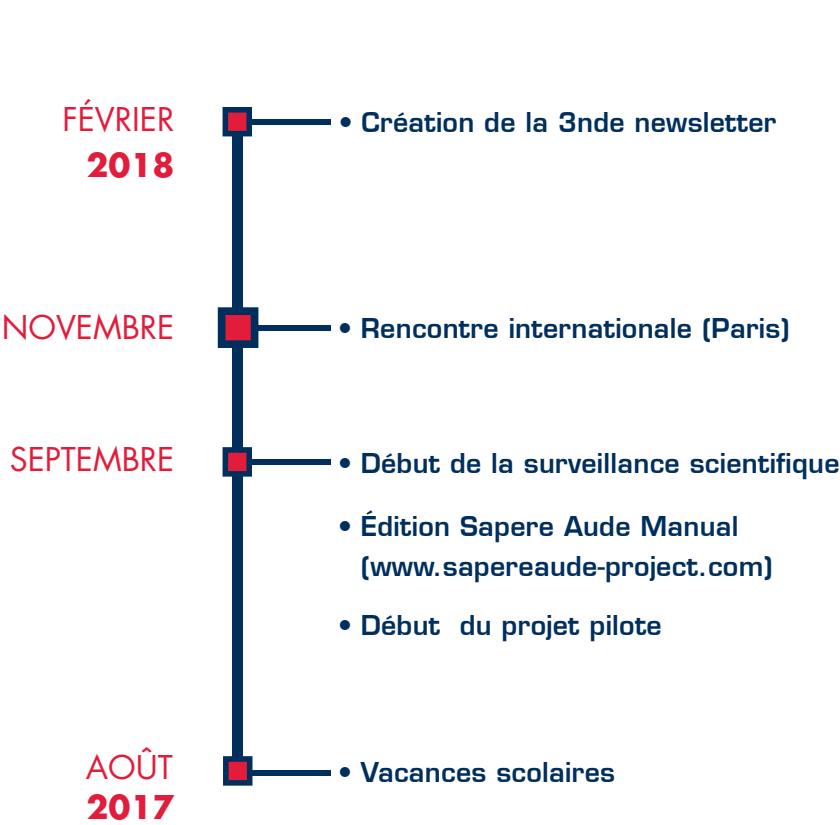 FÉVRIER
2018
• Création de la 3nde newsletter
NOVEMBRE
• Rencontre internationale (Paris)
SEPTEMBRE
• Début de la surveillance scientifique
• Édition Sapere Aude Manual
(www.sapereaude-project.com)
• Début du projet pilote
AOÛT
2017
• Vacances scolaires